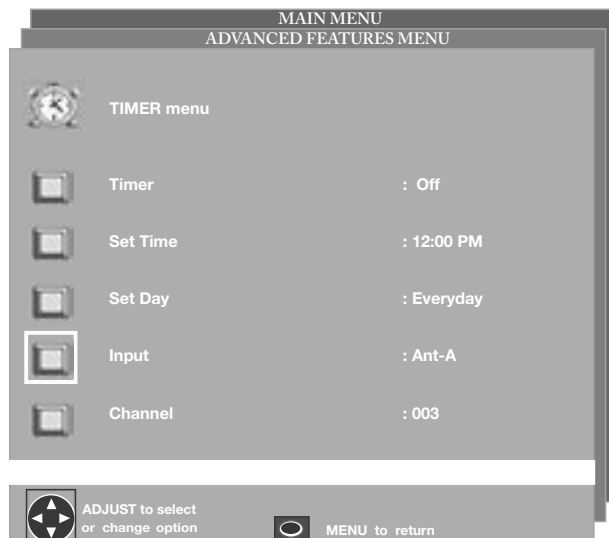 MAIN MENU
ADVANCED FEATURES MENU
TIMER menu
Timer : Off
Set Time : 12:00 PM
Set Day : Everyday
Input : Ant-A
Channel : 003
ADJUST to select
or change option
MENU to return